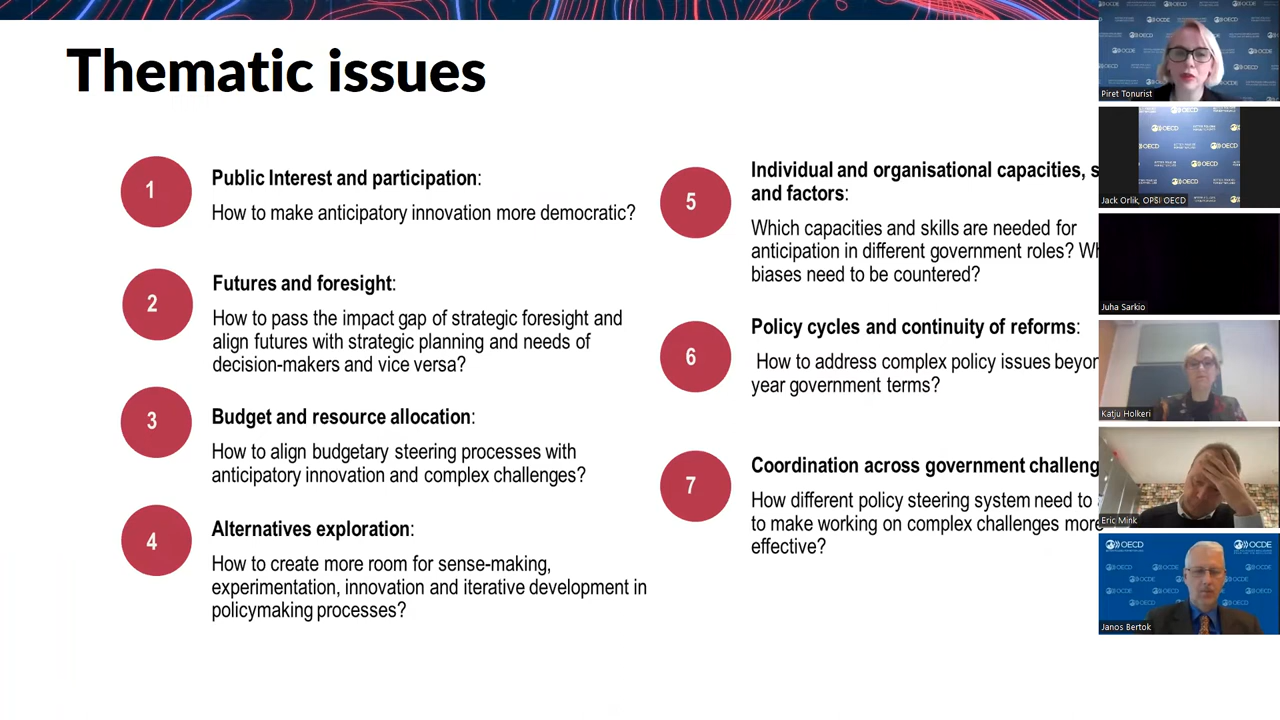 Thematic issues
1
Public Interest and participation:
How to make anticipatory innovation more democratic?
2
Futures and foresight:
How to pass the impact gap of strategic foresight and
align futures with strategic planning and needs of
decision-makers and vice versa?
3
Budget and resource allocation:
How to align budgetary steering processes with
anticipatory innovation and complex challenges?
4
Alternatives exploration:
How to create more room for sense-making,
experimentation, innovation and iterative development in
policymaking processes?
5
Individual and organisational capacities,
and factors:
Which capacities and skills are needed for
anticipation in different government roles?
biases need to be countered?
6
Policy cycles and continuity of reforms:
How to address complex policy issues
year government terms?
7
Coordination across government
How different policy steering system need to
to make working on complex challenges more
effective?
Piret Tonurist
OECD
Jack Orlik, OPSI OECD
Juha Sarkio
Katju Holkeri
Eric Mink
OECD
OCDE
Janos Bertok